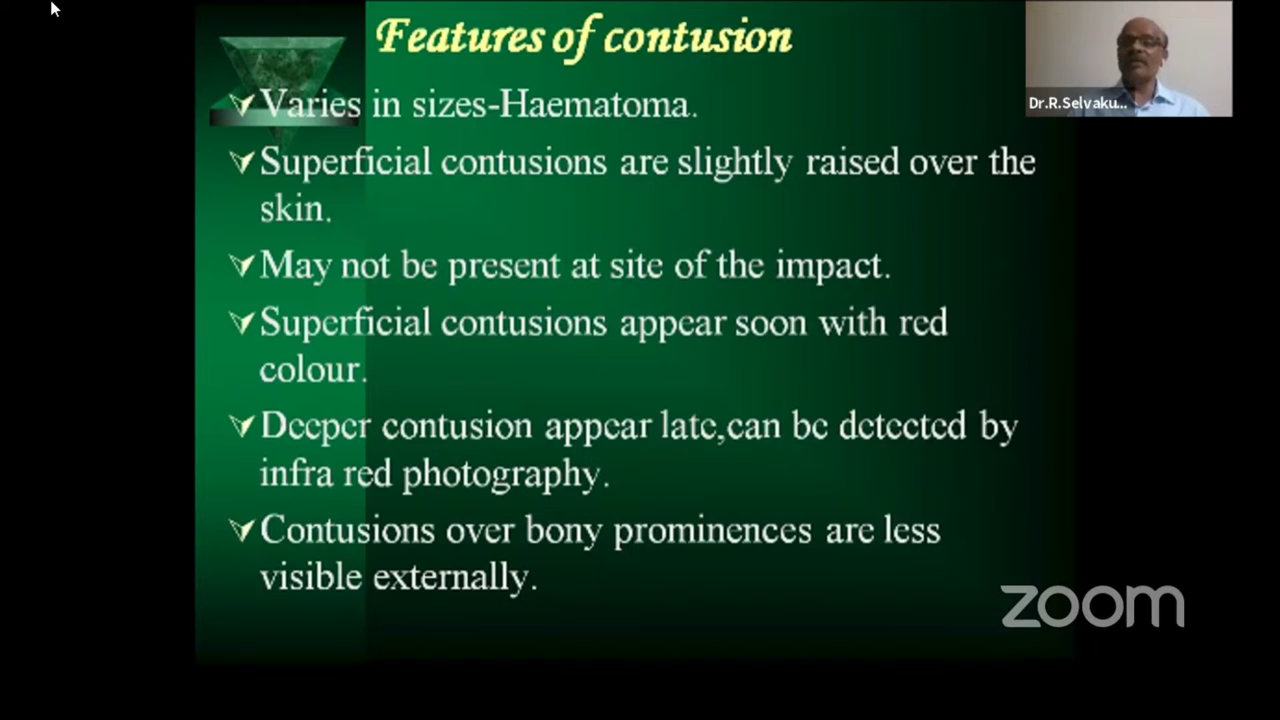 Features of contusion
Varies in sizes-Haematoma.
Superficial contusions are slightly raised over the
skin.
May not be present at site of the impact.
Superficial contusions appear soon with red
colour.
Deeper contusion appear late,can be detected by
infra red photography.
Contusions over bony prominences are less
visible externally.
Dr.R.Selvaku...
zoom